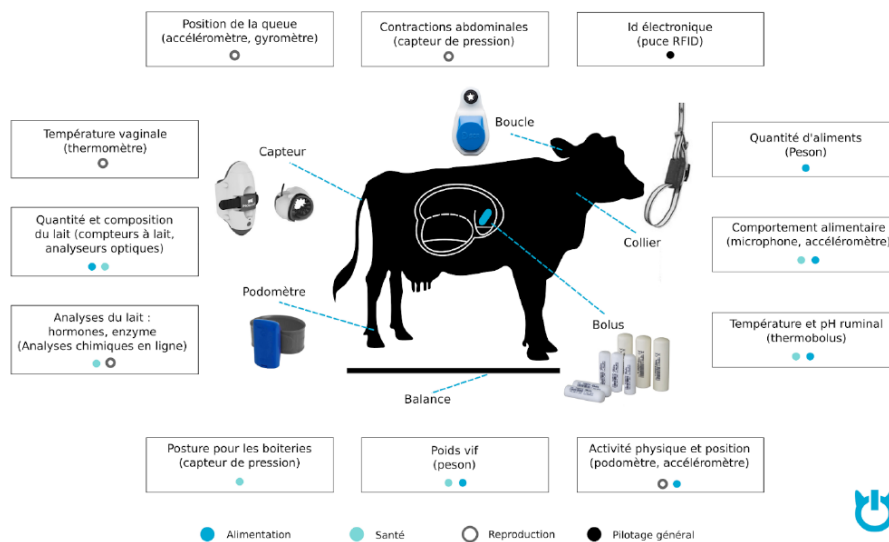 Position de la queue
(accéléromètre, gyromètre)
Contractions abdominales
(capteur de pression)
Id électronique
(puce RFID)
Boucle
Température vaginale
(thermomètre)
Capteur
Quantité d'aliments
(Peson)
Quantité et composition
du lait (compteurs à lait,
analyseurs optiques)
Collier
Comportement alimentaire
(microphone, accéléromètre)
Podomètre
Analyses du lait :
hormones, enzyme
(Analyses chimiques en ligne)
Bolus
Température et pH ruminal
(thermobolus)
Balance
Posture pour les boiteries
(capteur de pression)
Poids vif
(peson)
Activité physique et position
(podomètre, accéléromètre)
Alimentation
Santé
Reproduction
Pilotage général